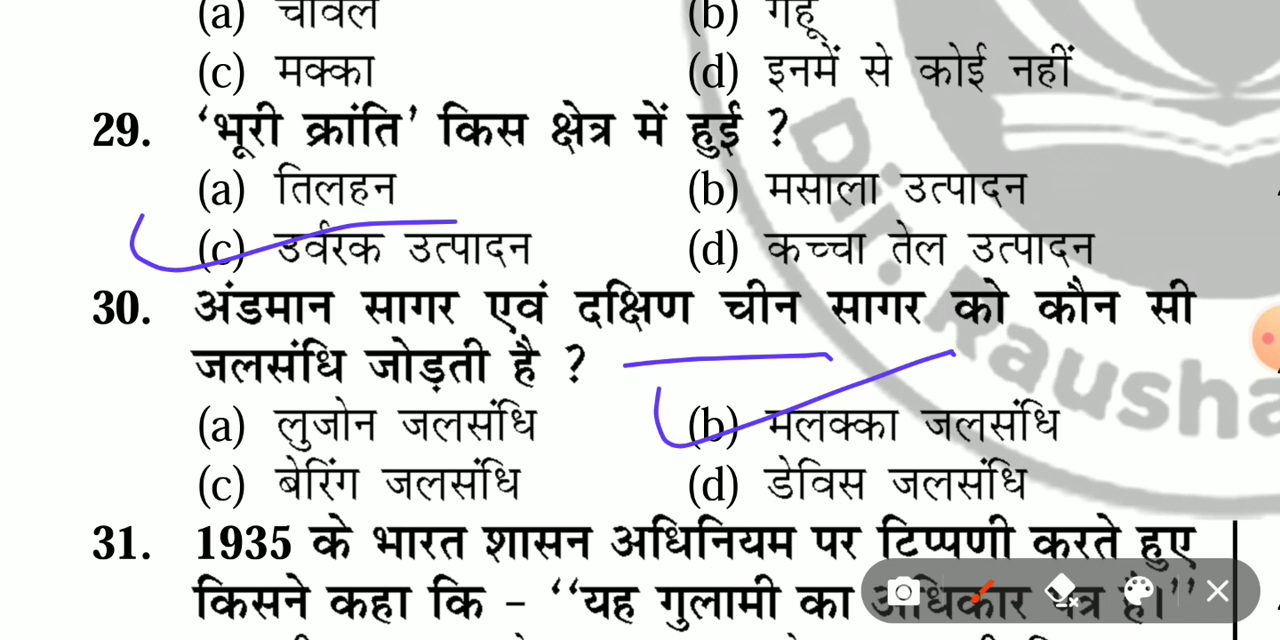 (a) चावल (b) गेहूँ
(c) मक्का (d) इनमें से कोई नहीं
29. ‘भूरी क्रांति’ किस क्षेत्र में हुई ?
(a) तिलहन (b) मसाला उत्पादन
(c) उर्वरक उत्पादन (d) कच्चा तेल उत्पादन
30. अंडमान सागर एवं दक्षिण चीन सागर को कौन सी
जलसंधि जोड़ती है ?
(a) लुजोन जलसंधि (b) मलक्का जलसंधि
(c) बेरिंग जलसंधि (d) डेविस जलसंधि
31. 1935 के भारत शासन अधिनियम पर टिप्पणी करते हुए
किसने कहा कि – ‘‘यह गुलामी का अधिकार पत्र है।’’
Dr. Rausha